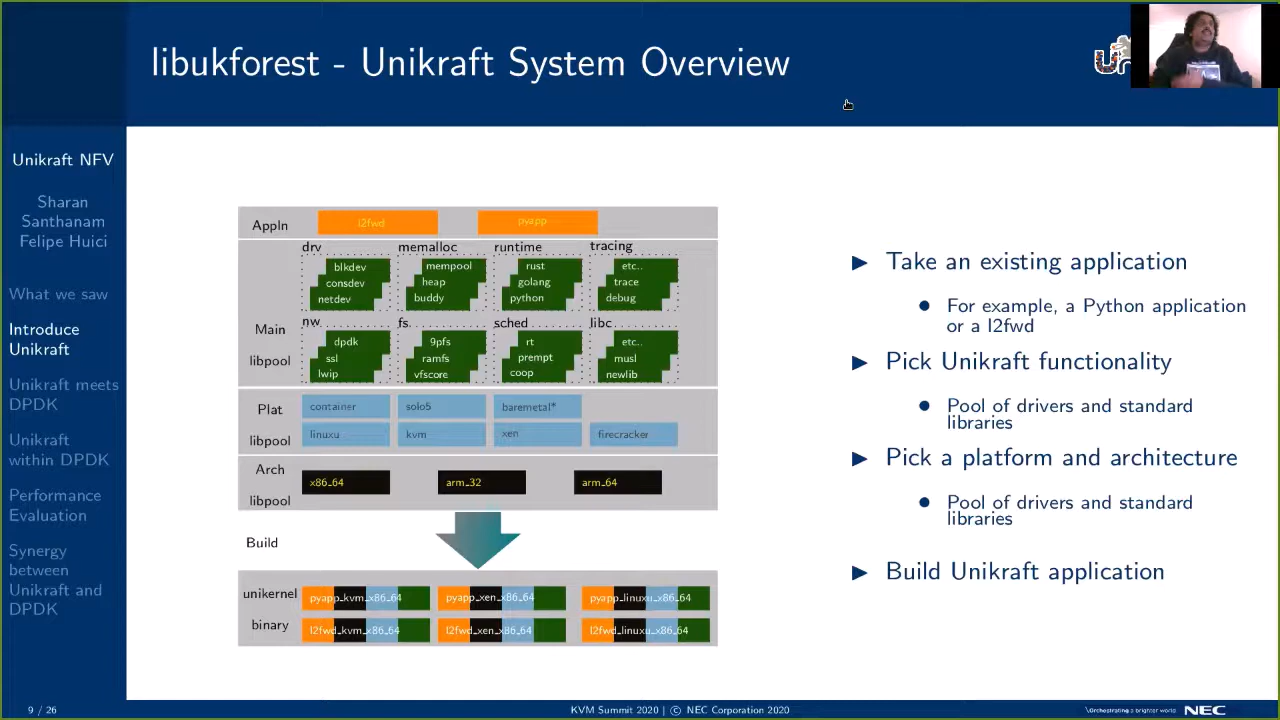 libukforest - Unikraft System Overview
Unikraft NFV
Sharan
Santhanam
Felipe Huici
What we saw
Introduce
Unikraft
Unikraft meets
DPDK
Unikraft
within DPDK
Performance
Evaluation
Synergy
between
Unikraft and
DPDK
Appln
l2fwd
pyapp
drv
memalloc
runtime
tracing
blkdev
consdev
netdev
mempool
heap
buddy
rust
golang
python
etc..
trace
debug
Main
libpool
nw
fs
sched
libc
dpdk
ssl
lwip
9pfs
ramfs
vfscore
rt
prempt
coop
etc..
musl
newlib
Plat
libpool
container
solo5
baremetal*
linuxu
kvm
xen
firecracker
Arch
libpool
x86_64
arm_32
arm_64
Build
unikernel
binary
pyapp_kvm_x86_64
pyapp_xen_x86_64
pyapp_linuxu_x86_64
l2fwd_kvm_x86_64
l2fwd_xen_x86_64
l2fwd_linuxu_x86_64
Take an existing application
For example, a Python application
or a l2fwd
Pick Unikraft functionality
Pool of drivers and standard
libraries
Pick a platform and architecture
Pool of drivers and standard
libraries
Build Unikraft application
9 / 26
KVM Summit 2020 | © NEC Corporation 2020
\Orchestrating a brighter world
NEC